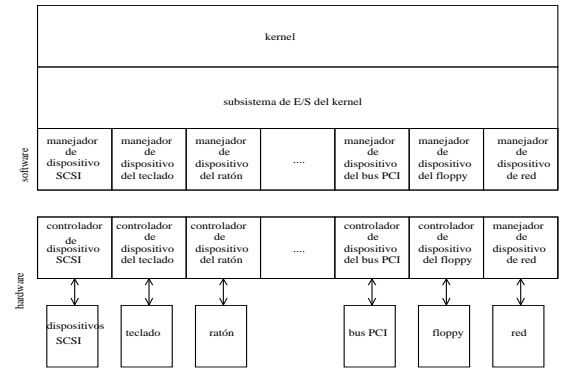 kernel
subsistema de E/S del kernel
software
manejador
de
dispositivo
SCSI
manejador
de
dispositivo
del teclado
manejador
de
dispositivo
del ratón
....
manejador
de
dispositivo
del bus PCI
manejador
de
dispositivo
del floppy
manejador
de
dispositivo
de red
hardware
controlador
de
dispositivo
SCSI
controlador
de
dispositivo
del teclado
controlador
de
dispositivo
del ratón
....
controlador
de
dispositivo
del bus PCI
controlador
de
dispositivo
del floppy
manejador
de
dispositivo
de red
dispositivos
SCSI
teclado
ratón
bus PCI
floppy
red